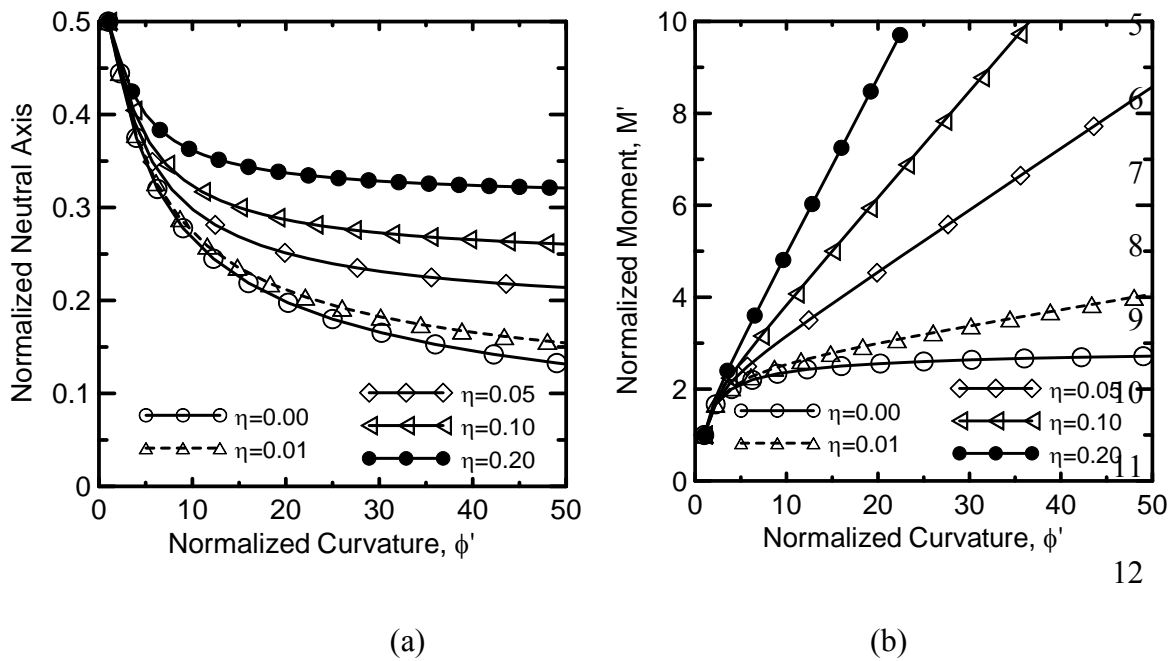 0.5
0.4
0.3
0.2
0.1
0
Normalized Neutral Axis
η=0.00
η=0.01
η=0.05
η=0.10
η=0.20
0 10 20 30 40 50
Normalized Curvature, ϕ'
(a)
10
8
6
4
2
0
Normalized Moment, M'
η=0.00
η=0.01
η=0.05
η=0.10
η=0.20
0 10 20 30 40 50
Normalized Curvature, ϕ'
(b)
5
6
7
8
9
10
11
12